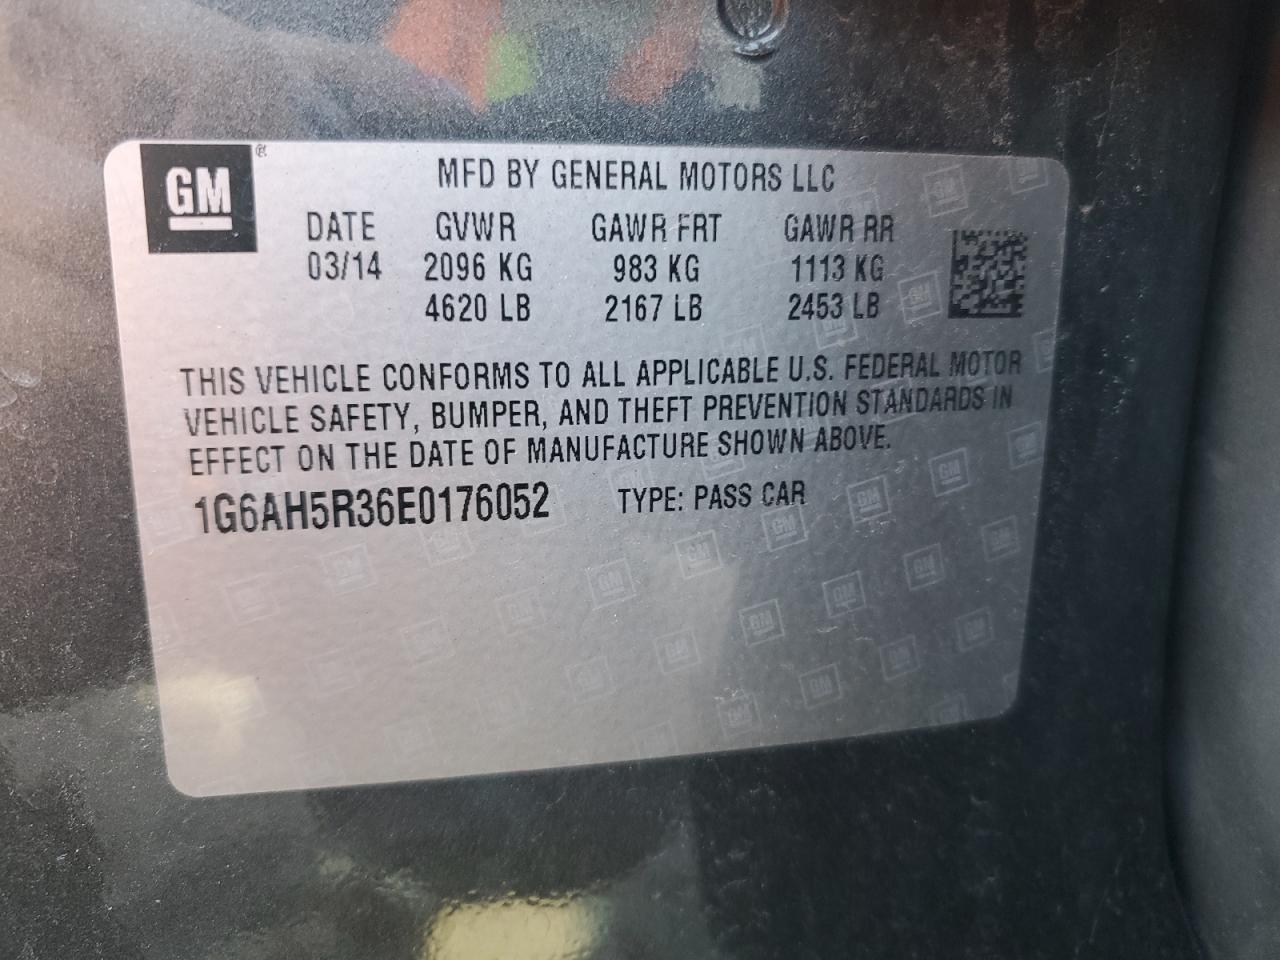 GM®
MFD BY GENERAL MOTORS LLC
DATE GVWR GAWR FRT GAWR RR
03/14 2096 KG 983 KG 1113 KG
4620 LB 2167 LB 2453 LB
THIS VEHICLE CONFORMS TO ALL APPLICABLE U.S. FEDERAL MOTOR
VEHICLE SAFETY, BUMPER, AND THEFT PREVENTION STANDARDS IN
EFFECT ON THE DATE OF MANUFACTURE SHOWN ABOVE.
1G6AH5R36E0176052 TYPE: PASS CAR